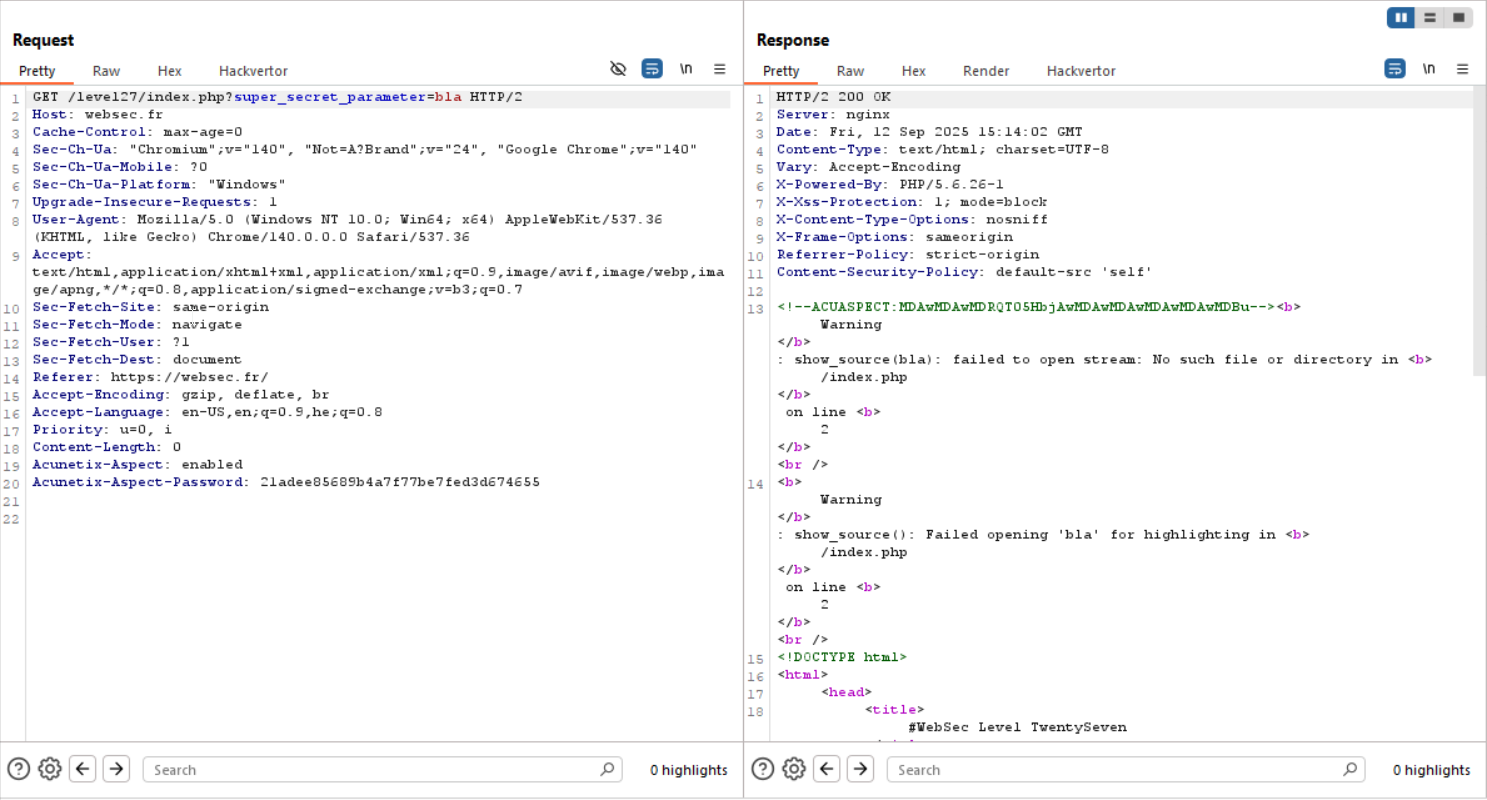 Request
Pretty Raw Hex Hackvertor \n
1 GET /level27/index.php?super_secret_parameter=bla HTTP/2
2 Host: websec.fr
3 Cache-Control: max-age=0
4 Sec-Ch-Ua: "Chromium";v="140", "Not=A?Brand";v="24", "Google Chrome";v="140"
5 Sec-Ch-Ua-Mobile: ?0
6 Sec-Ch-Ua-Platform: "Windows"
7 Upgrade-Insecure-Requests: 1
8 User-Agent: Mozilla/5.0 (Windows NT 10.0; Win64; x64) AppleWebKit/537.36
(KHTML, like Gecko) Chrome/140.0.0.0 Safari/537.36
9 Accept:
text/html,application/xhtml+xml,application/xml;q=0.9,image/avif,image/webp,ima
ge/apng,*/*;q=0.8,application/signed-exchange;v=b3;q=0.7
10 Sec-Fetch-Site: same-origin
11 Sec-Fetch-Mode: navigate
12 Sec-Fetch-User: ?1
13 Sec-Fetch-Dest: document
14 Referer: https://websec.fr/
15 Accept-Encoding: gzip, deflate, br
16 Accept-Language: en-US,en;q=0.9,he;q=0.8
17 Priority: u=0, i
18 Content-Length: 0
19 Acunetix-Aspect: enabled
20 Acunetix-Aspect-Password: 21adee85689b4a7f77be7fed3d674655
21
22
Search
0 highlights
Response
Pretty Raw Hex Render Hackvertor \n
1 HTTP/2 200 OK
2 Server: nginx
3 Date: Fri, 12 Sep 2025 15:14:02 GMT
4 Content-Type: text/html; charset=UTF-8
5 Vary: Accept-Encoding
6 X-Powered-By: PHP/5.6.26-1
7 X-Xss-Protection: 1; mode=block
8 X-Content-Type-Options: nosniff
9 X-Frame-Options: sameorigin
10 Referrer-Policy: strict-origin
11 Content-Security-Policy: default-src 'self'
12
13 <!--ACUASPECT:MDAwMDAwMDRQT05HbjAwMDAwMDAwMDAwMDAwMDBu--><b>
Warning
</b>
: show_source(bla): failed to open stream: No such file or directory in <b>
/index.php
</b>
on line <b>
2
</b>
<br />
14 <b>
Warning
</b>
: show_source(): Failed opening 'bla' for highlighting in <b>
/index.php
</b>
on line <b>
2
</b>
<br />
15 <!DOCTYPE html>
16 <html>
17 <head>
18 <title>
#WebSec Level TwentySeven
Search
0 highlights